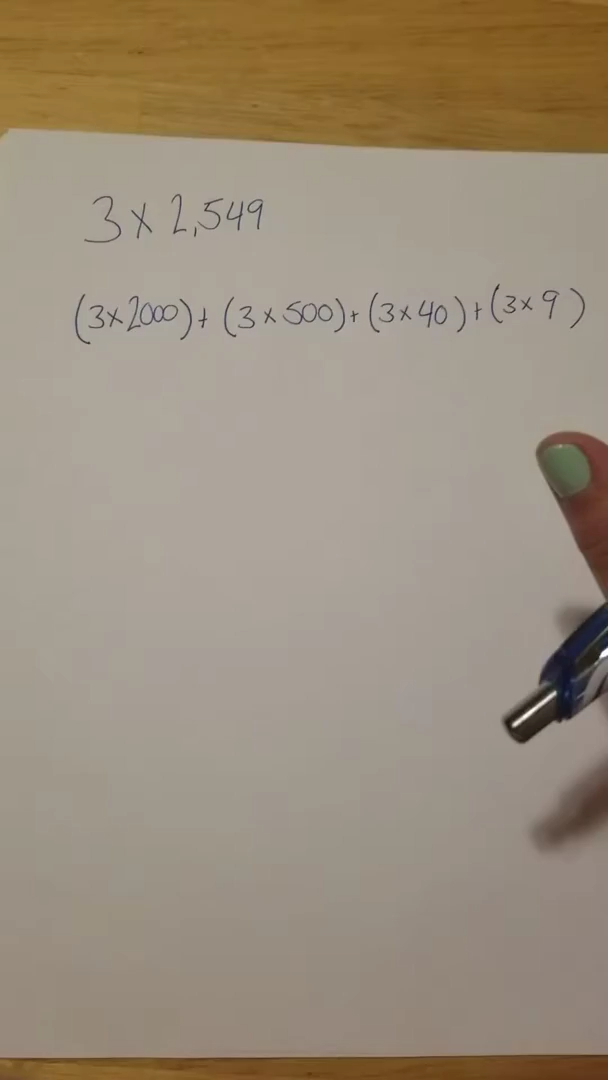 3 x 2,549
(3x2000)+ (3 x 500)+ (3 x 40)+(3 x 9)